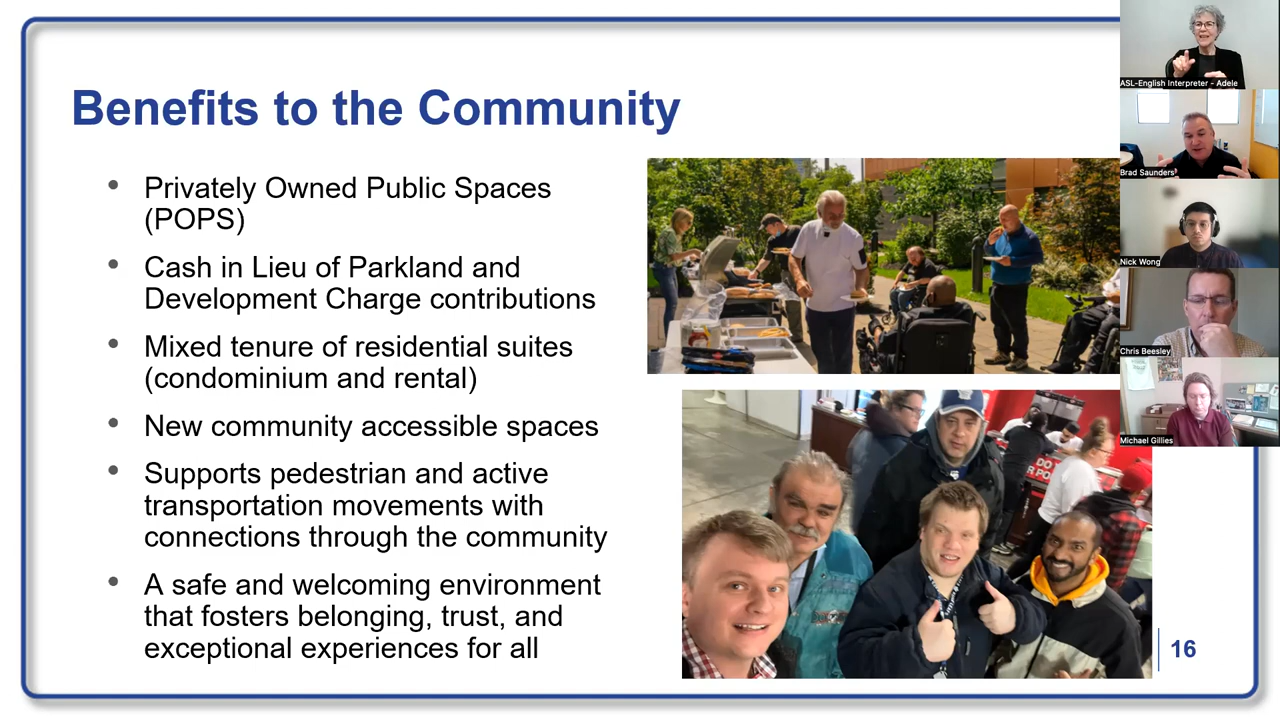 Benefits to the Community
Privately Owned Public Spaces
(POPS)
Cash in Lieu of Parkland and
Development Charge contributions
Mixed tenure of residential suites
(condominium and rental)
New community accessible spaces
Supports pedestrian and active
transportation movements with
connections through the community
A safe and welcoming environment
that fosters belonging, trust, and
exceptional experiences for all
16
ASL-English Interpreter - Adele
Brad Saunders
Nick Wong
Chris Beesley
Michael Gillies